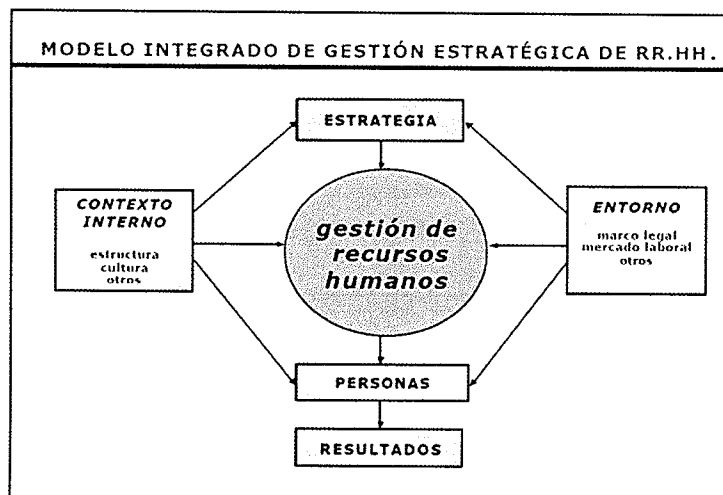 MODELO INTEGRADO DE GESTIÓN ESTRATÉGICA DE RR.HH.
ESTRATEGIA
CONTEXTO
INTERNO
estructura
cultura
otros
gestión de
recursos
humanos
ENTORNO
marco legal
mercado laboral
otros
PERSONAS
RESULTADOS